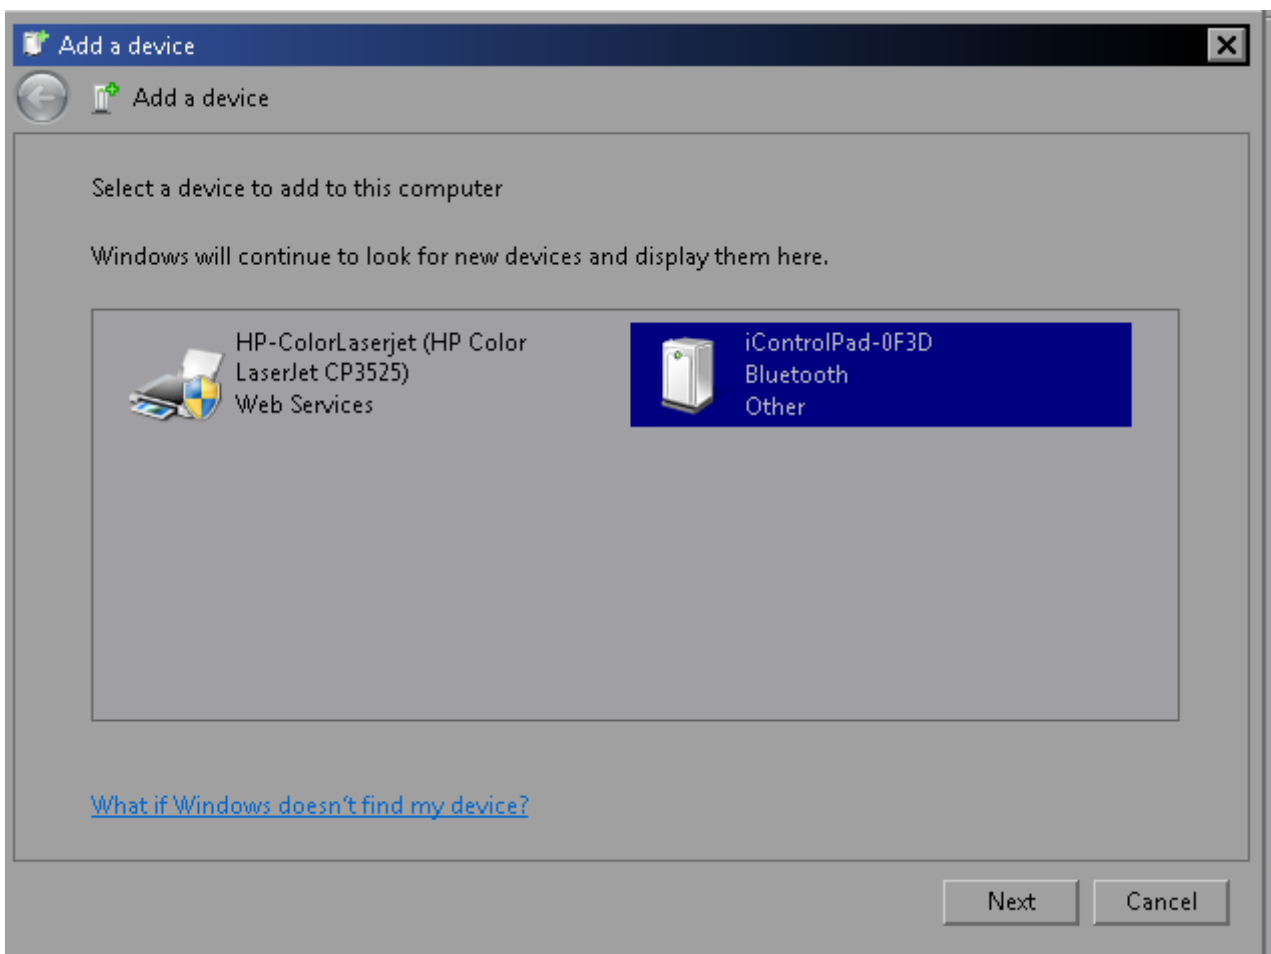 Add a device
Add a device
Select a device to add to this computer
Windows will continue to look for new devices and display them here.
HP-ColorLaserjet (HP Color
LaserJet CP3525)
Web Services
iControlPad-0F3D
Bluetooth
Other
What if Windows doesn't find my device?
Next
Cancel